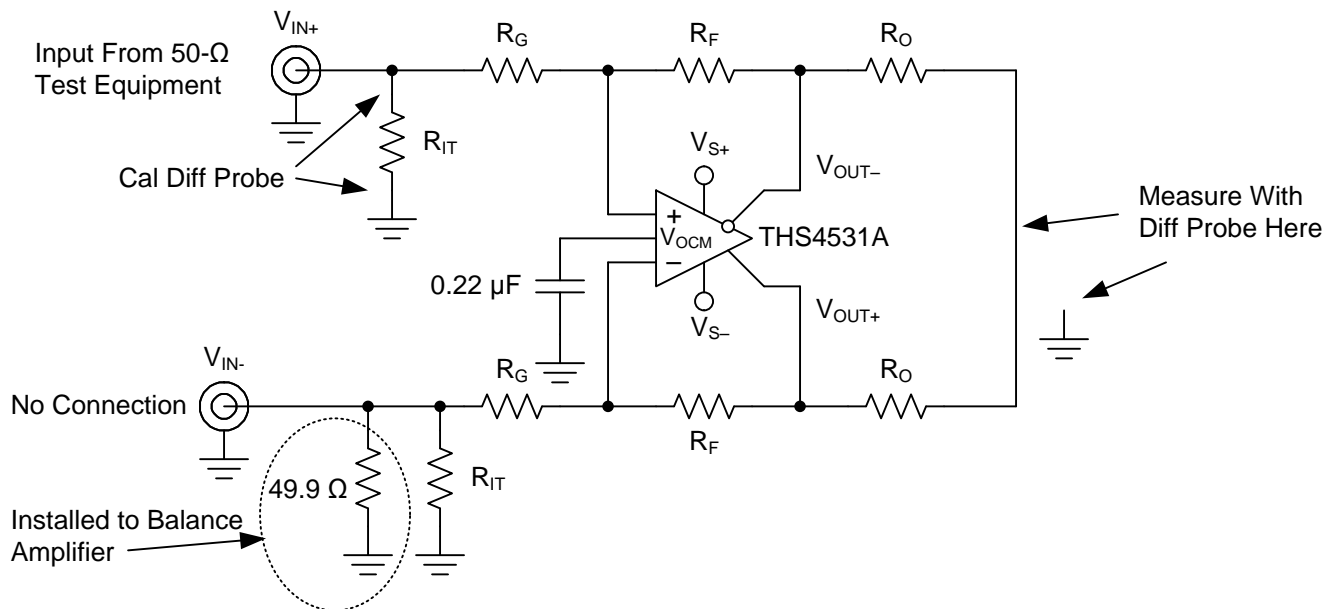 V_IN+
Input From 50-Ω
Test Equipment
R_G
R_F
R_O
R_IT
Cal Diff Probe
V_S+
V_OUT–
+
V_OCM
–
THS4531A
Measure With
Diff Probe Here
0.22 µF
V_S–
V_OUT+
V_IN-
No Connection
R_G
R_F
R_O
49.9 Ω
R_IT
Installed to Balance
Amplifier